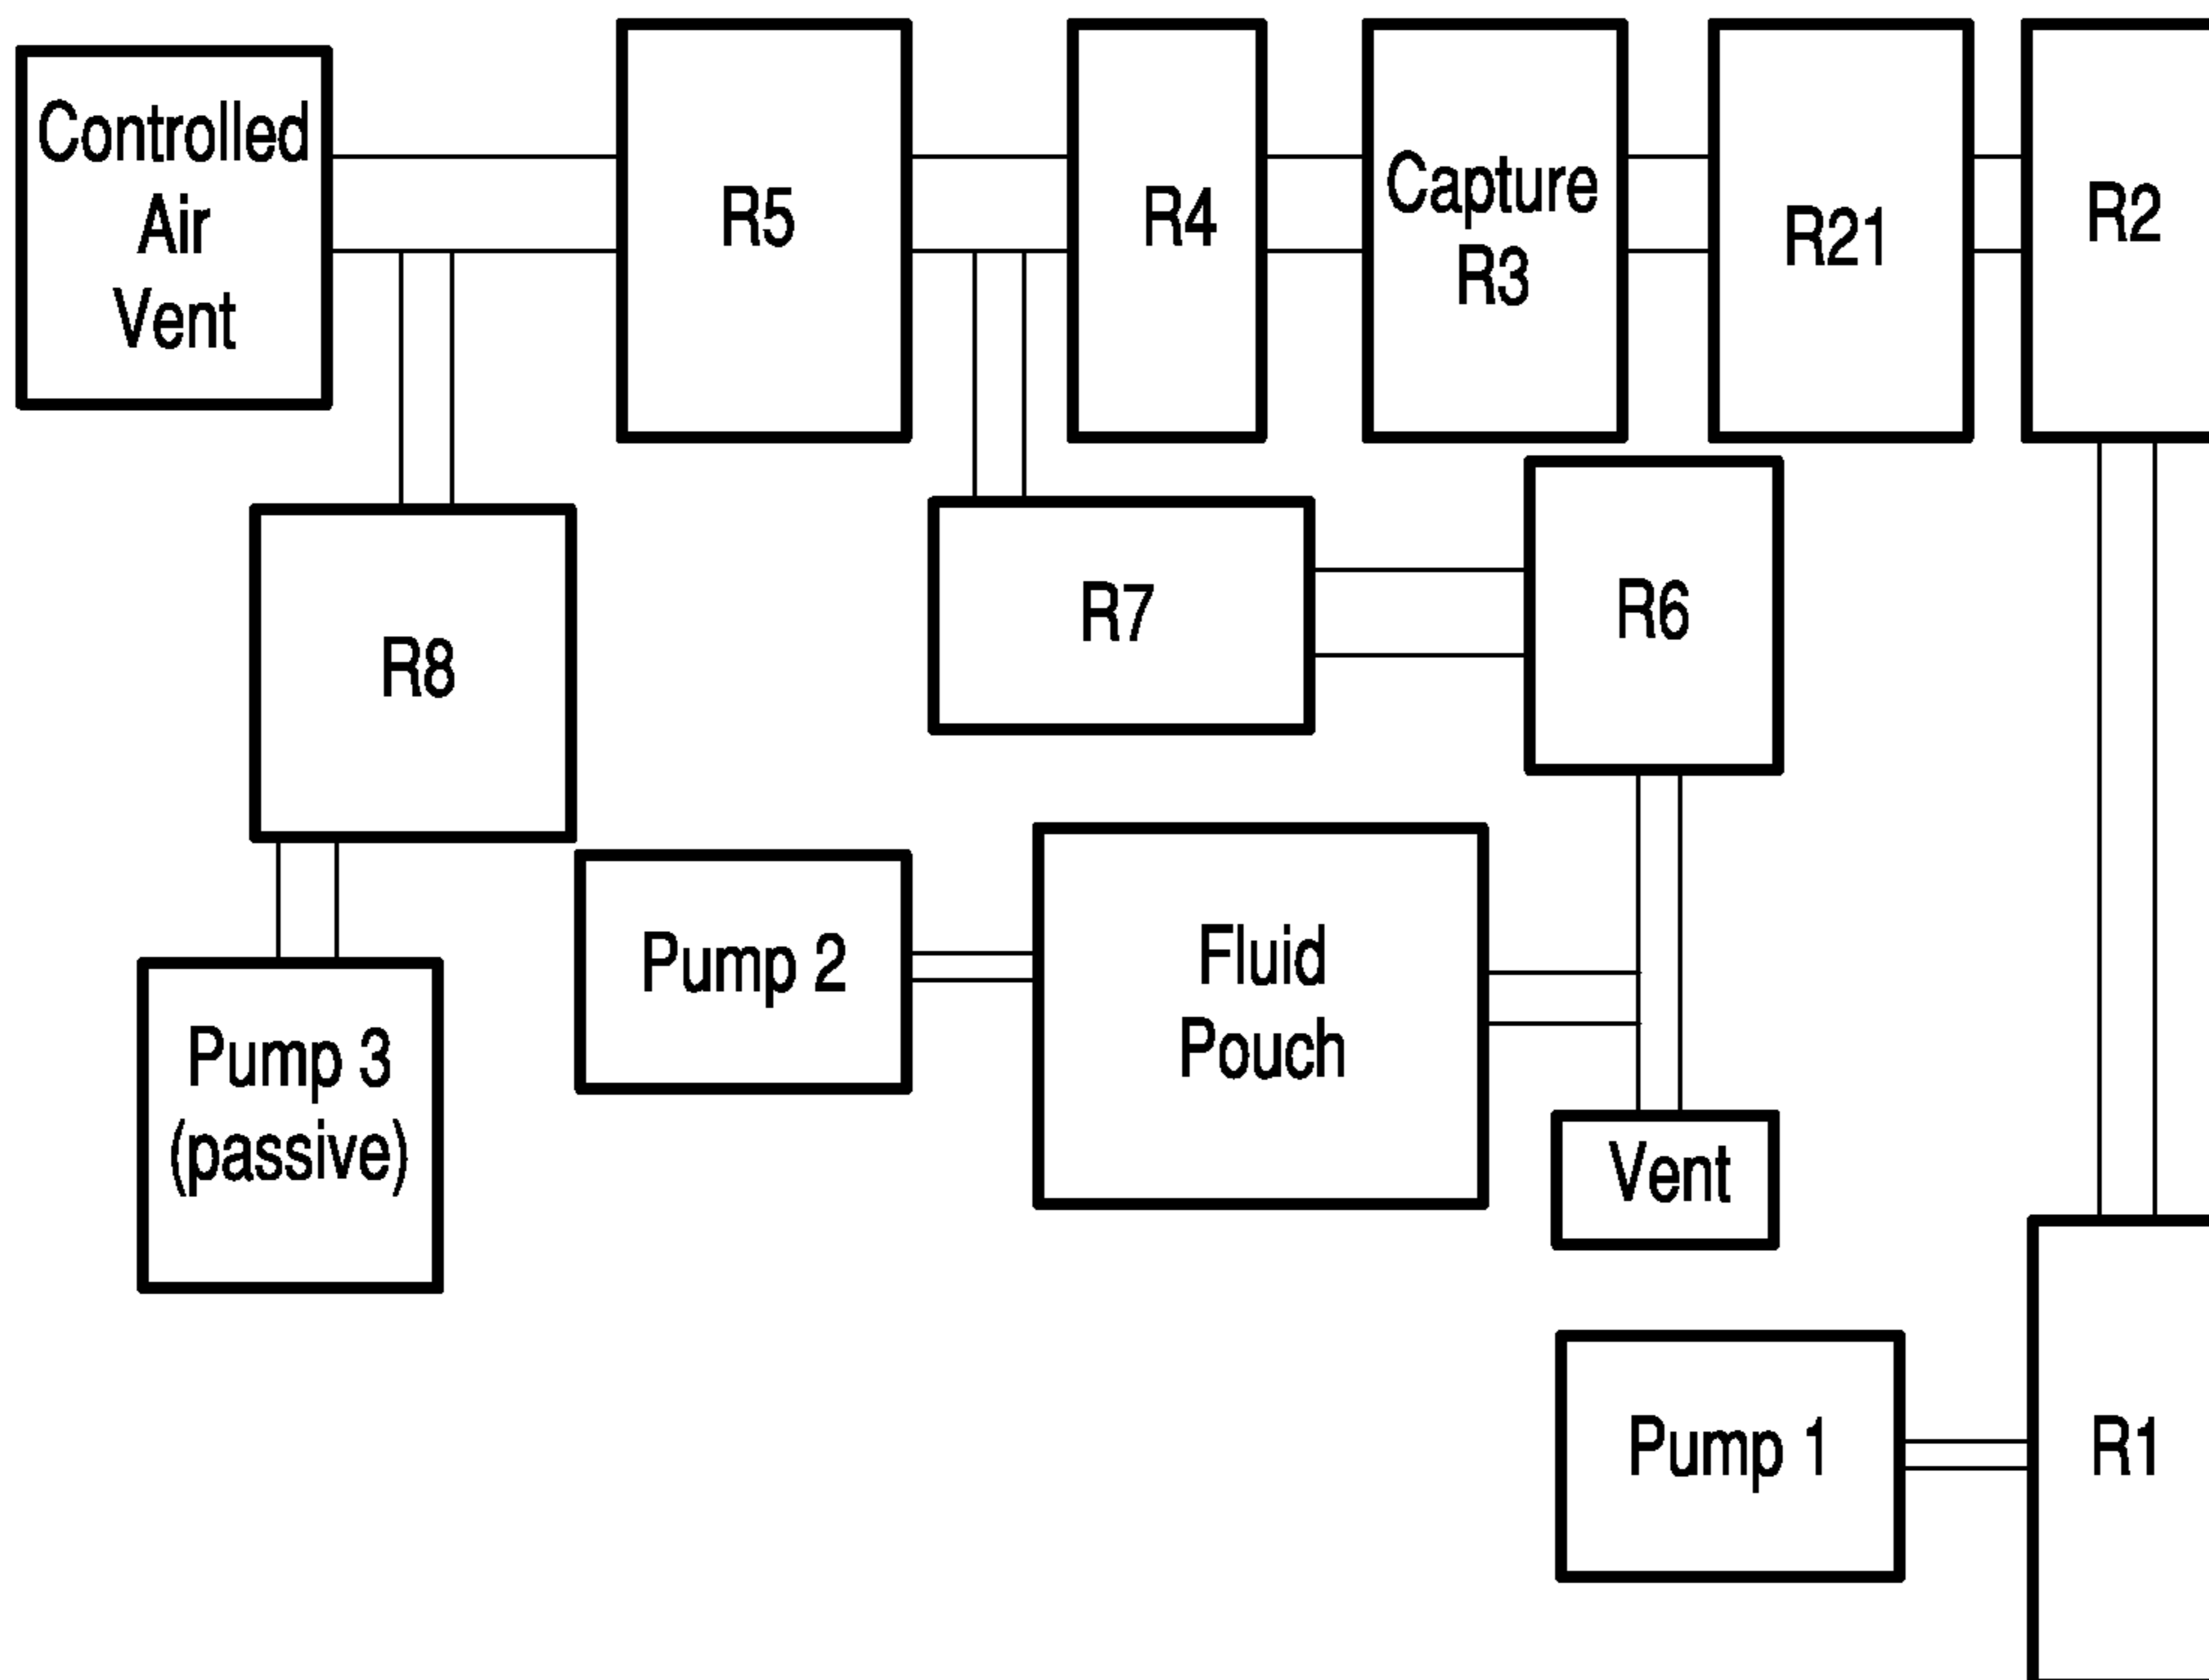 Controlled
Air
Vent
R5
R4
Capture
R3
R21
R2
R8
R7
R6
Pump 2
Fluid
Pouch
Pump 3
(passive)
Vent
Pump 1
R1